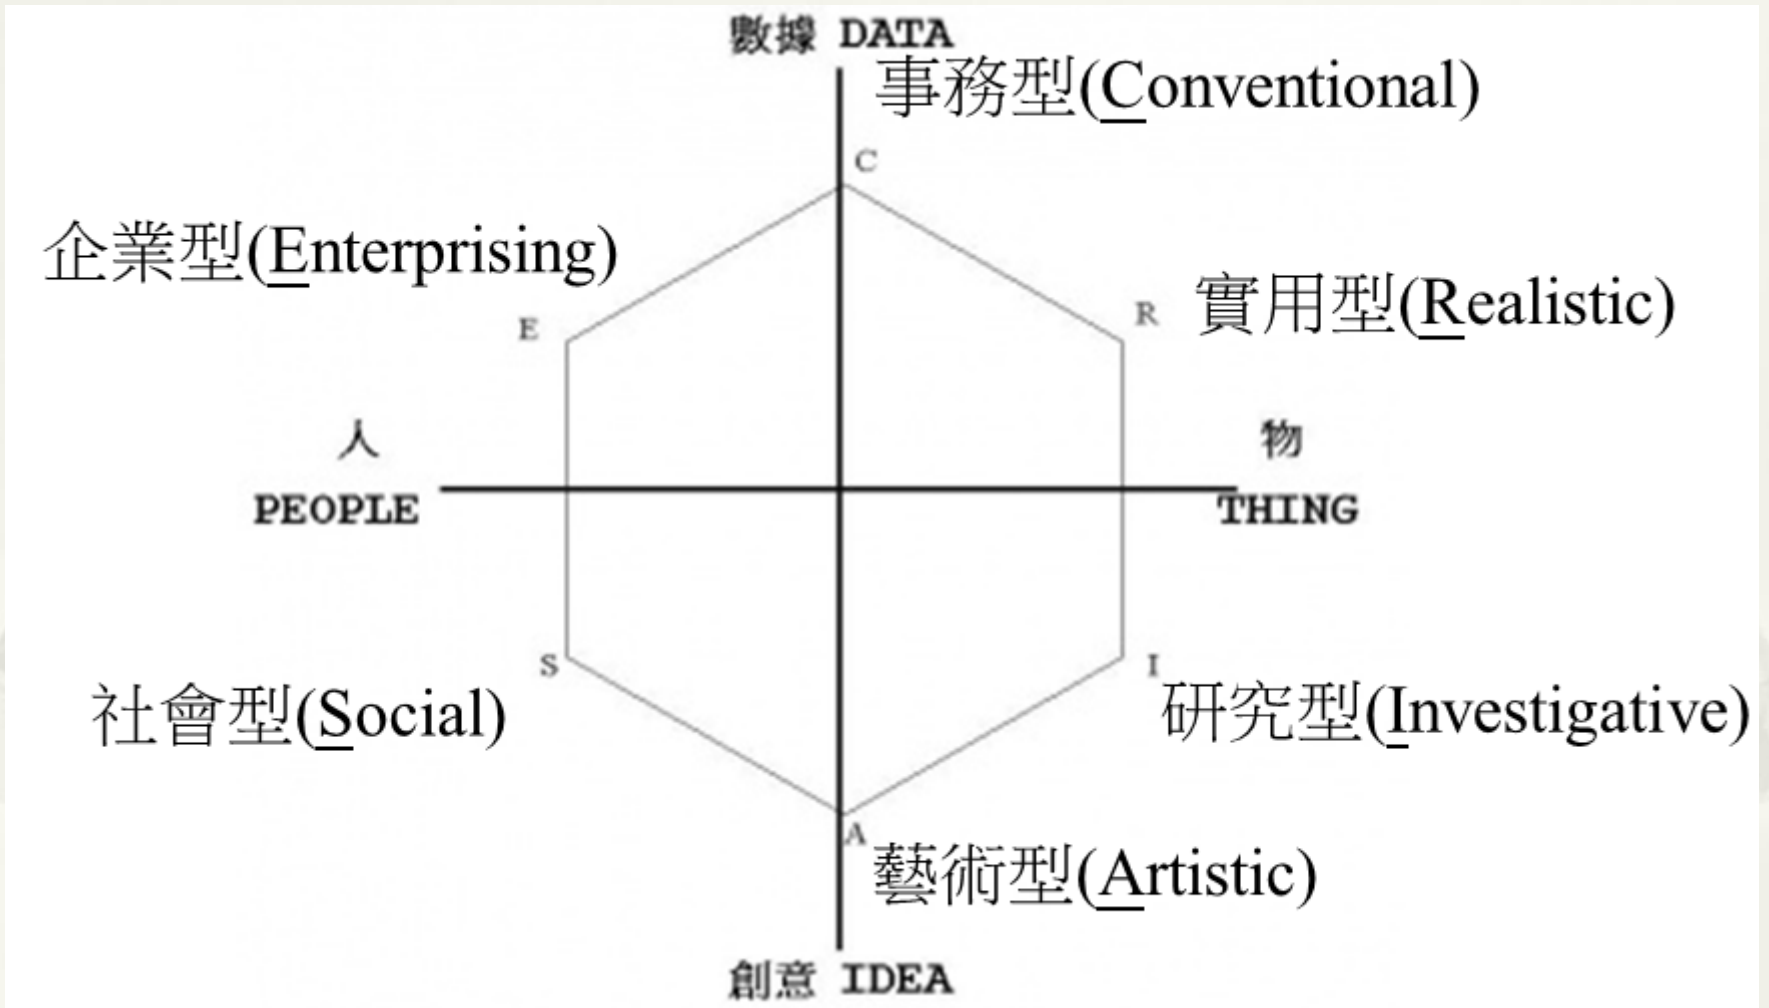 數據 DATA
事務型(Conventional)
C
企業型(Enterprising)
實用型(Realistic)
E
R
人
物
PEOPLE
THING
S
I
社會型(Social)
研究型(Investigative)
A
藝術型(Artistic)
創意 IDEA